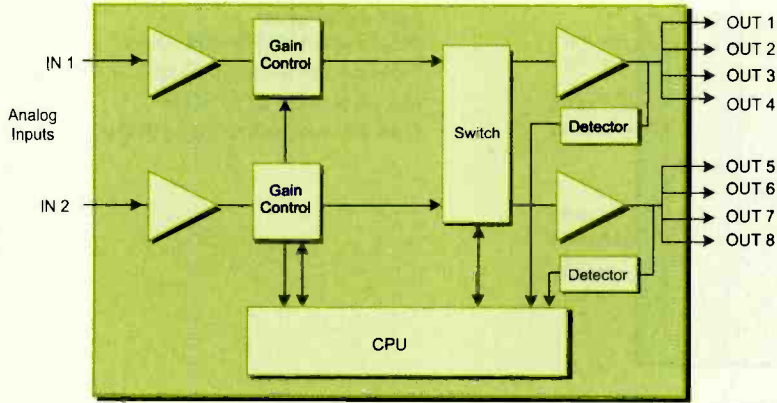 IN 1
Analog
Inputs
IN 2
Gain
Control
Gain
Control
Switch
Detector
Detector
CPU
OUT 1
OUT 2
OUT 3
OUT 4
OUT 5
OUT 6
OUT 7
OUT 8